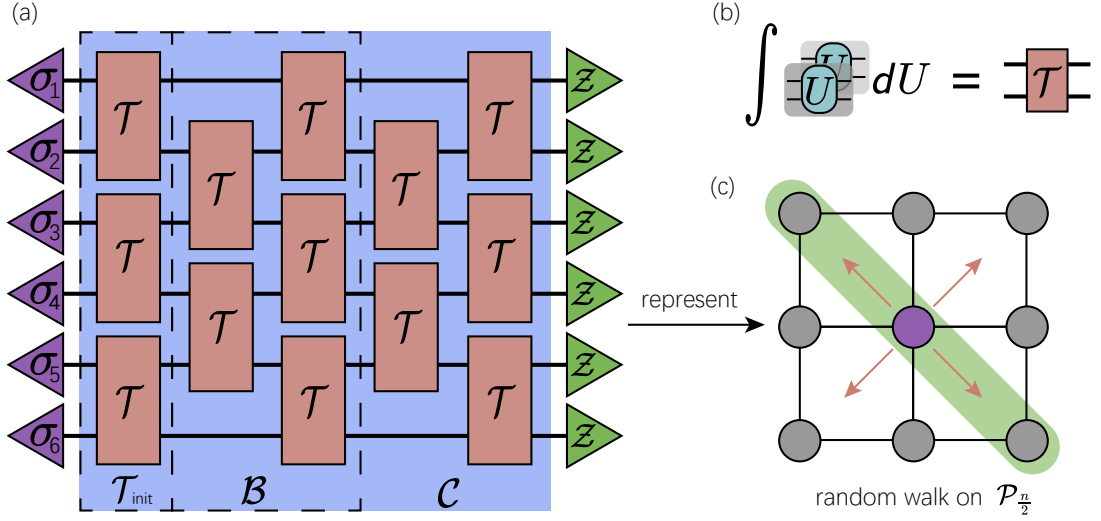 (a)
σ₁ 𝒯 𝒯 𝒯 𝒵
σ₂ 𝒯 𝒯 𝒵
σ₃ 𝒯 𝒯 𝒯 𝒵
σ₄ 𝒯 𝒯 𝒵
σ₅ 𝒯 𝒯 𝒯 𝒵
σ₆ 𝒵
𝒯init ℬ 𝒞
(b)
∫ U U dU = 𝒯
represent
(c)
random walk on 𝒫n/2